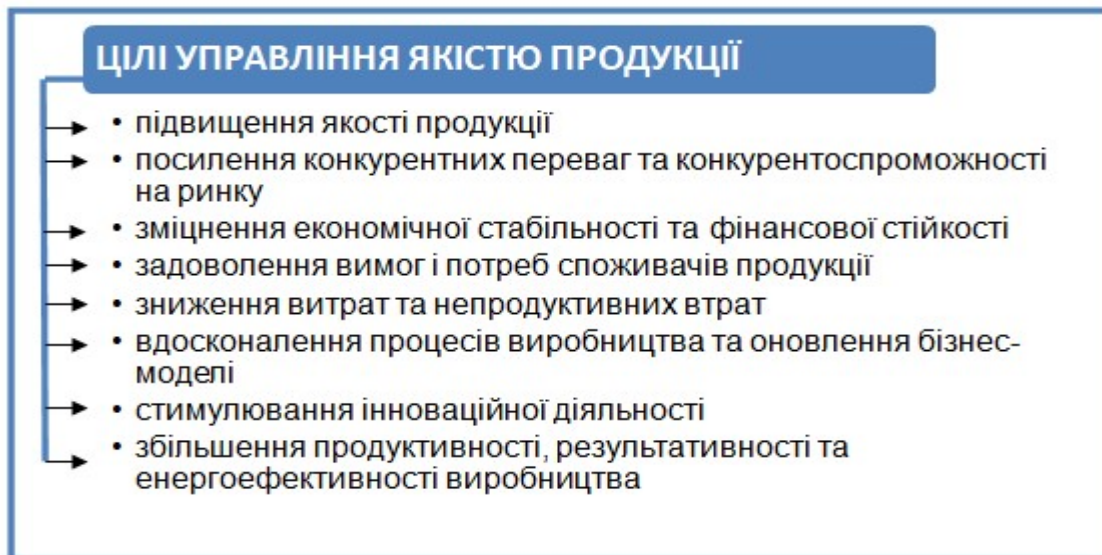 ЦІЛІ УПРАВЛІННЯ ЯКІСТЮ ПРОДУКЦІЇ
• підвищення якості продукції
• посилення конкурентних переваг та конкурентоспроможності
на ринку
• зміцнення економічної стабільності та фінансової стійкості
• задоволення вимог і потреб споживачів продукції
• зниження витрат та непродуктивних втрат
• вдосконалення процесів виробництва та оновлення бізнес-
моделі
• стимулювання інноваційної діяльності
• збільшення продуктивності, результативності та
енергоефективності виробництва